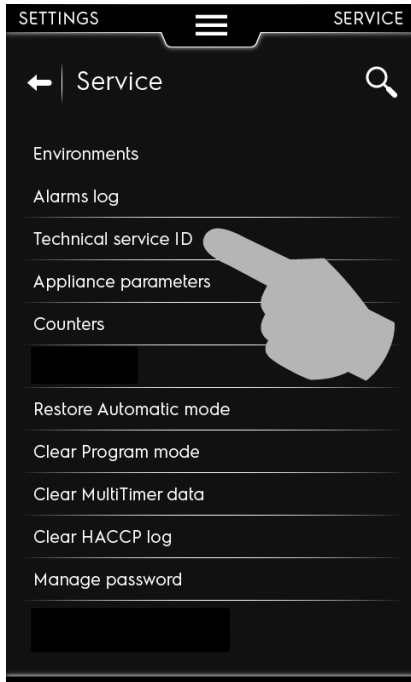 SETTINGS SERVICE
Service
Environments
Alarms log
Technical service ID
Appliance parameters
Counters
Restore Automatic mode
Clear Program mode
Clear MultiTimer data
Clear HACCP log
Manage password